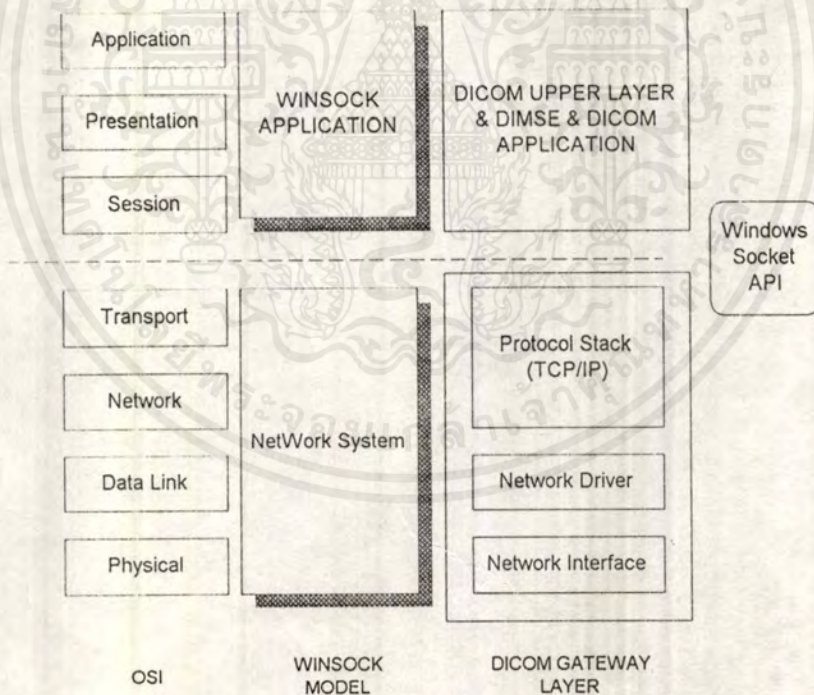 Application
Presentation
Session
WINSOCK
APPLICATION
DICOM UPPER LAYER
& DIMSE & DICOM
APPLICATION
Windows
Socket
API
Transport
Network
Data Link
Physical
NetWork System
Protocol Stack
(TCP/IP)
Network Driver
Network Interface
OSI
WINSOCK
MODEL
DICOM GATEWAY
LAYER